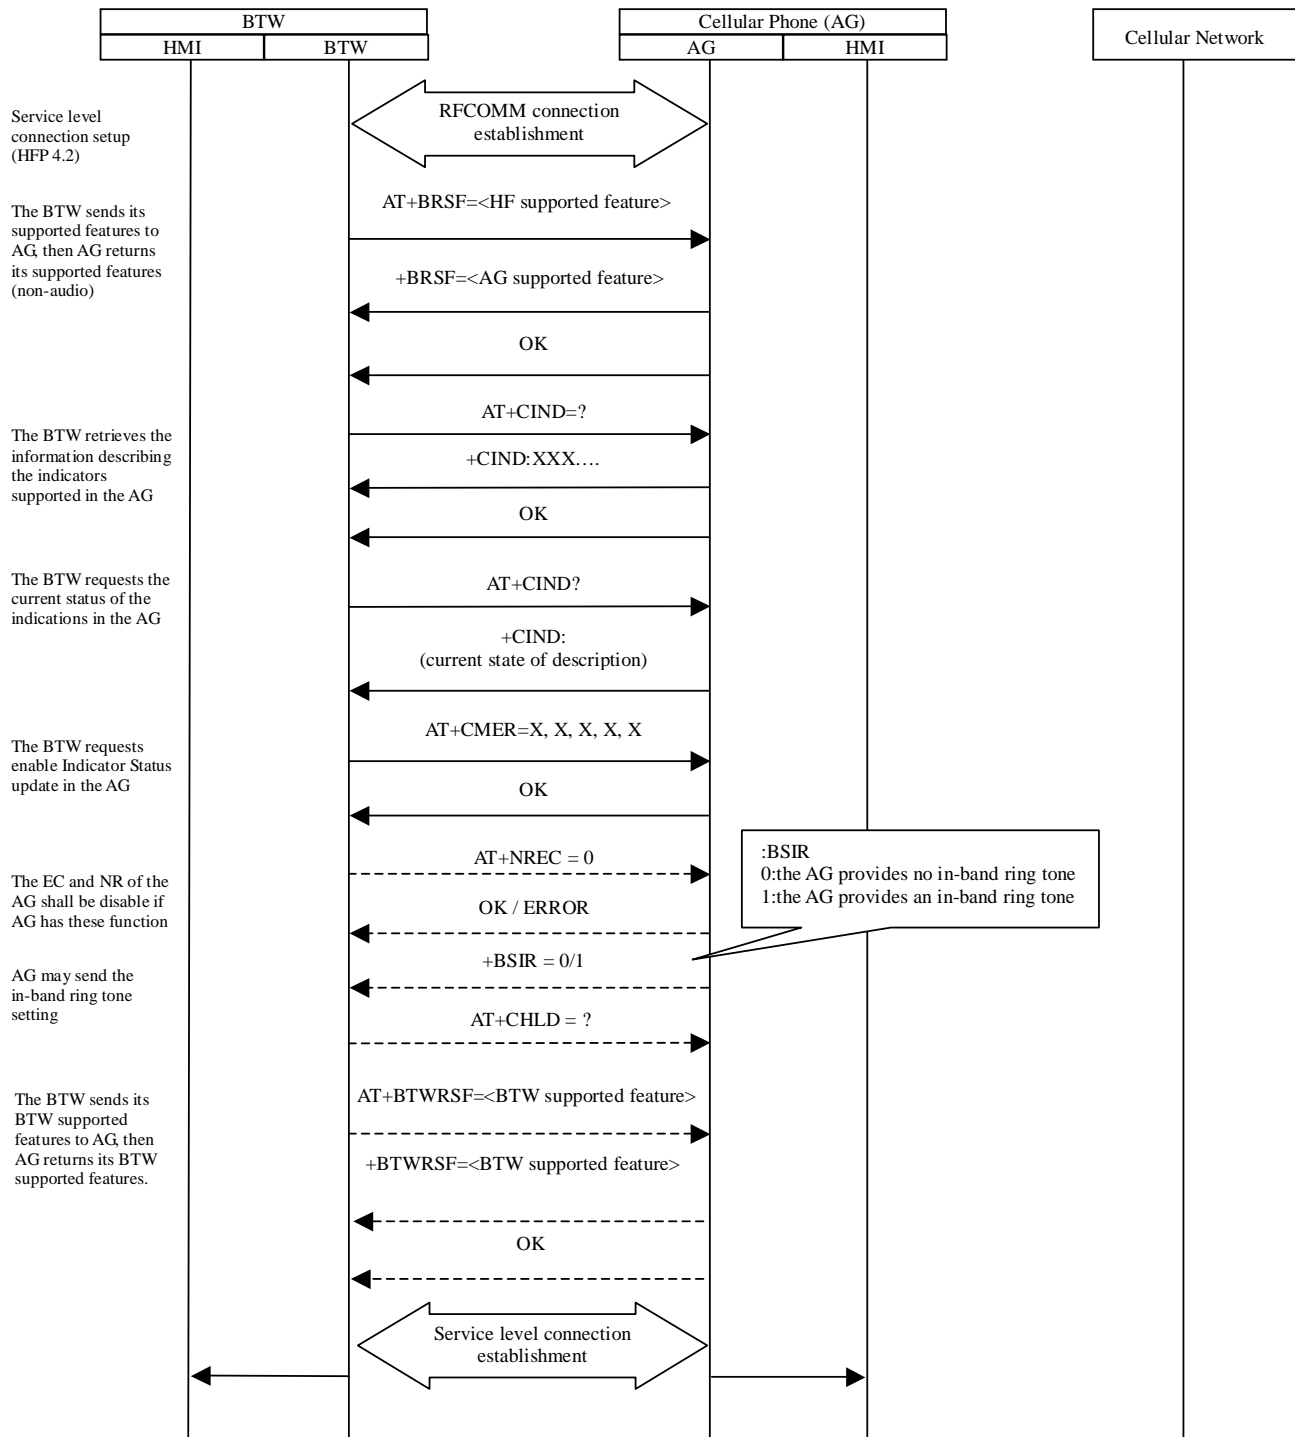 BTW
Cellular Phone (AG)
HMI
BTW
AG
HMI
Cellular Network
Service level
connection setup
(HFP 4.2)
RFCOMM connection
establishment
The BTW sends its
supported features to
AG, then AG returns
its supported features
(non-audio)
AT+BRSF=<HF supported feature>
+BRSF=<AG supported feature>
OK
AT+CIND=?
The BTW retrieves the
information describing
the indicators
supported in the AG
+CIND:XXX....
OK
The BTW requests the
current status of the
indications in the AG
AT+CIND?
+CIND:
(current state of description)
AT+CMER=X, X, X, X, X
The BTW requests
enable Indicator Status
update in the AG
OK
:BSIR
0:the AG provides no in-band ring tone
1:the AG provides an in-band ring tone
AT+NREC = 0
The EC and NR of the
AG shall be disable if
AG has these function
OK / ERROR
+BSIR = 0/1
AG may send the
in-band ring tone
setting
AT+CHLD = ?
The BTW sends its
BTW supported
features to AG, then
AG returns its BTW
supported features.
AT+BTWRSF=<BTW supported feature>
+BTWRSF=<BTW supported feature>
OK
Service level connection
establishment